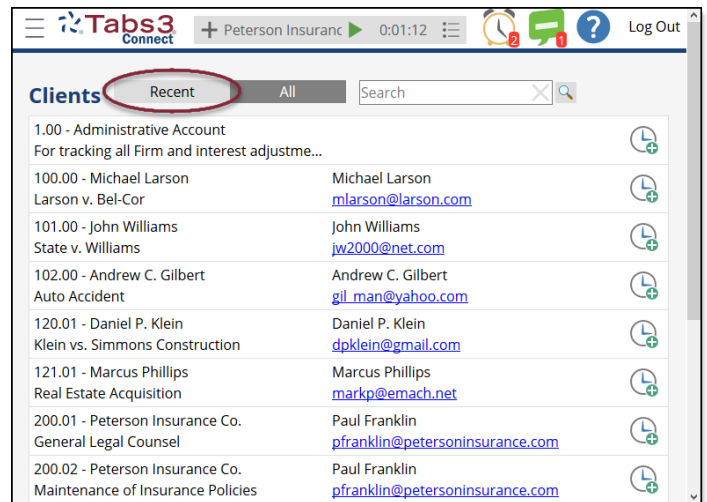 Tabs3
Connect
Peterson Insuranc
0:01:12
2
1
?
Log Out
Clients
Recent
All
Search
1.00 - Administrative Account
For tracking all Firm and interest adjustme...
100.00 - Michael Larson
Michael Larson
Larson v. Bel-Cor
mlarson@larson.com
101.00 - John Williams
John Williams
State v. Williams
jw2000@net.com
102.00 - Andrew C. Gilbert
Andrew C. Gilbert
Auto Accident
gil_man@yahoo.com
120.01 - Daniel P. Klein
Daniel P. Klein
Klein vs. Simmons Construction
dpklein@gmail.com
121.01 - Marcus Phillips
Marcus Phillips
Real Estate Acquisition
markp@emach.net
200.01 - Peterson Insurance Co.
Paul Franklin
General Legal Counsel
pfranklin@petersoninsurance.com
200.02 - Peterson Insurance Co.
Paul Franklin
Maintenance of Insurance Policies
pfranklin@petersoninsurance.com